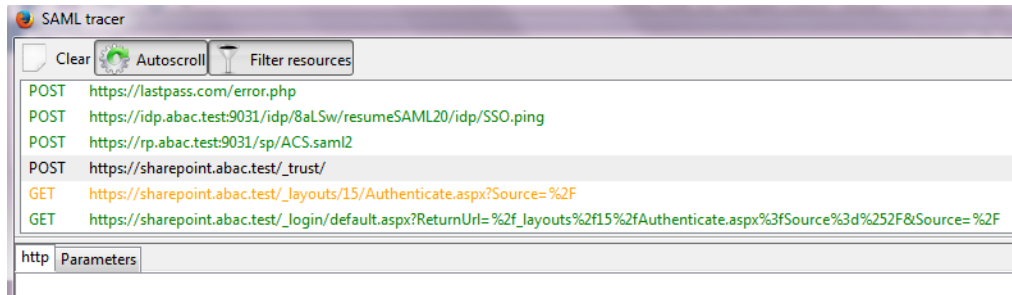 SAML tracer
Clear Autoscroll Filter resources
POST https://lastpass.com/error.php
POST https://idp.abac.test:9031/idp/8aLSw/resumeSAML20/idp/SSO.ping
POST https://rp.abac.test:9031/sp/ACS.saml2
POST https://sharepoint.abac.test/_trust/
GET https://sharepoint.abac.test/_layouts/15/Authenticate.aspx?Source=%2F
GET https://sharepoint.abac.test/_login/default.aspx?ReturnUrl=%2f_layouts%2f15%2fAuthenticate.aspx%3fSource%3d%252F&Source=%2F
http Parameters